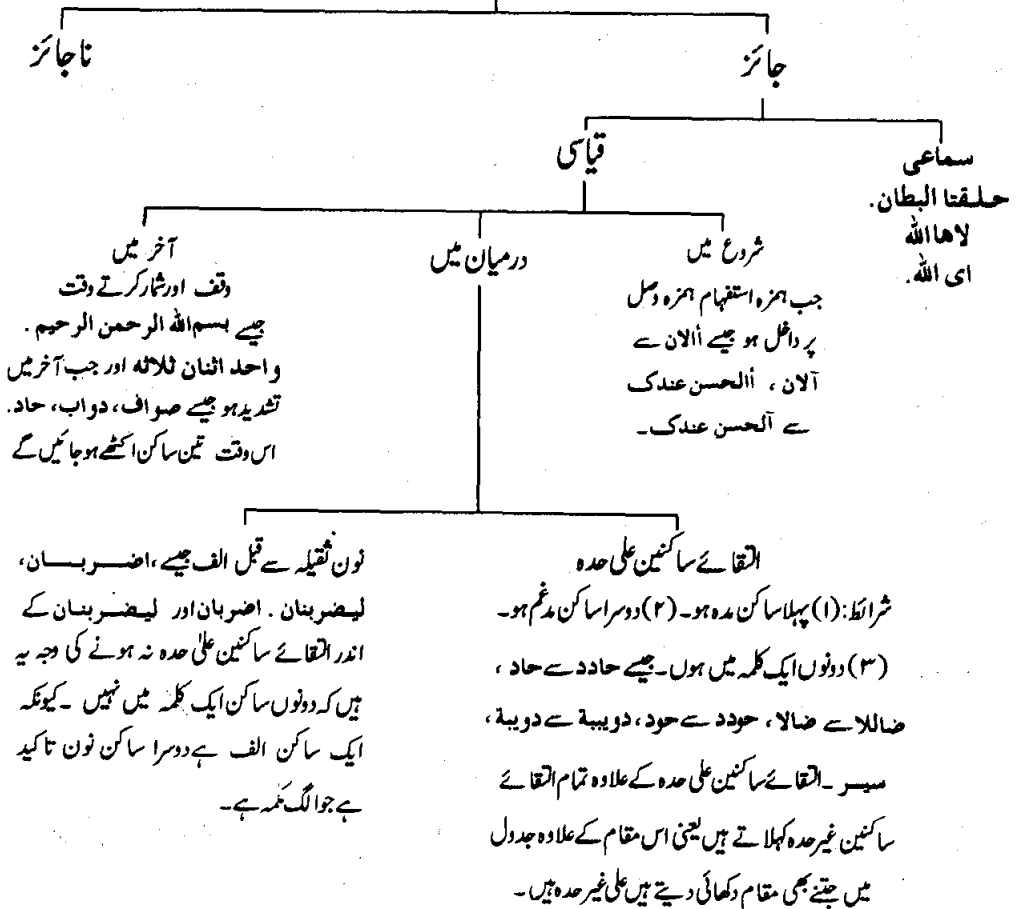 جائز
ناجائز
سماعی
حلقتا البطان.
لاھااللہ
ای اللہ.
قیاسی
شروع میں
جب ہمزہ استفہام ہمزہ وصل
پر داخل ہو جیسے أالان سے
آلان ، أالحسن عندک
سے آلحسن عندک۔
درمیان میں
آخر میں
وقف اور شمار کرتے وقت
جیسے بسم اللہ الرحمن الرحیم .
واحد اثنان ثلاثہ اور جب آخر میں
تشدید ہو جیسے صواف، دواب، حاد.
اس وقت تین ساکن اکٹھے ہو جائیں گے
التقائے ساکنین علی حدہ
شرائط: (۱) پہلا ساکن مدہ ہو۔ (۲) دوسرا ساکن مدغم ہو۔
(۳) دونوں ایک کلمہ میں ہوں۔ جیسے حادد سے حاد ،
ضاللا سے ضالا، حودد سے حود، دویببة سے دویبة،
سیر ۔ التقائے ساکنین علی حدہ کے علاوہ تمام التقائے
ساکنین غیر حدہ کہلاتے ہیں یعنی اس مقام کے علاوہ جدول
میں جتنے بھی مقام دکھائی دیتے ہیں علی غیر حدہ ہیں۔
نون ثقیلہ سے قبل الف جیسے، اضربان،
لیضربنان . اضربان اور لیضربنان کے
اندر التقائے ساکنین علیٰ حدہ نہ ہونے کی وجہ یہ
ہیں کہ دونوں ساکن ایک کلمہ میں نہیں ۔ کیونکہ
ایک ساکن الف ہے دوسرا ساکن نون تاکید
ہے جو الگ کلمہ ہے۔